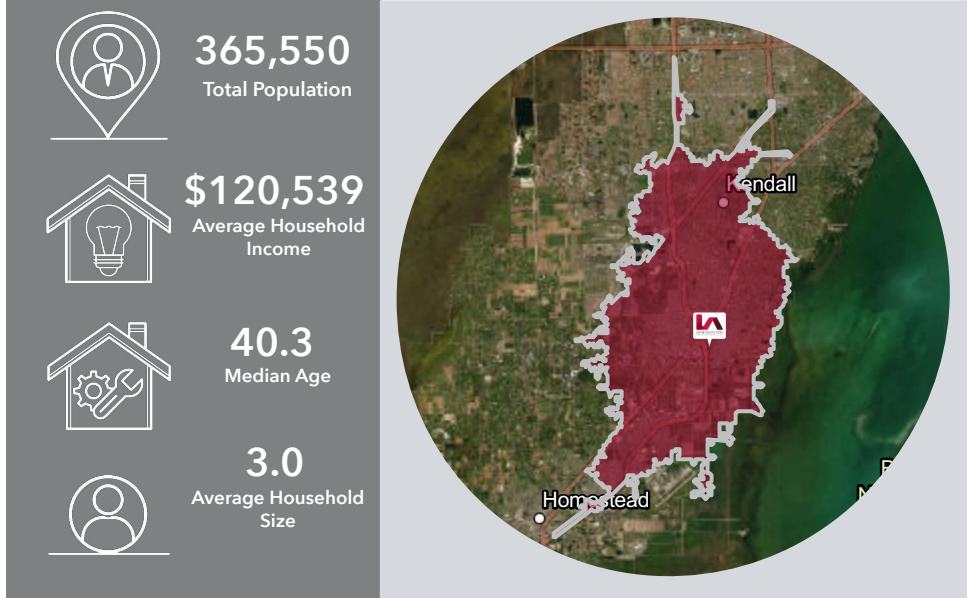 365,550
Total Population
$120,539
Average Household
Income
40.3
Median Age
3.0
Average Household
Size
Kendall
Homestead